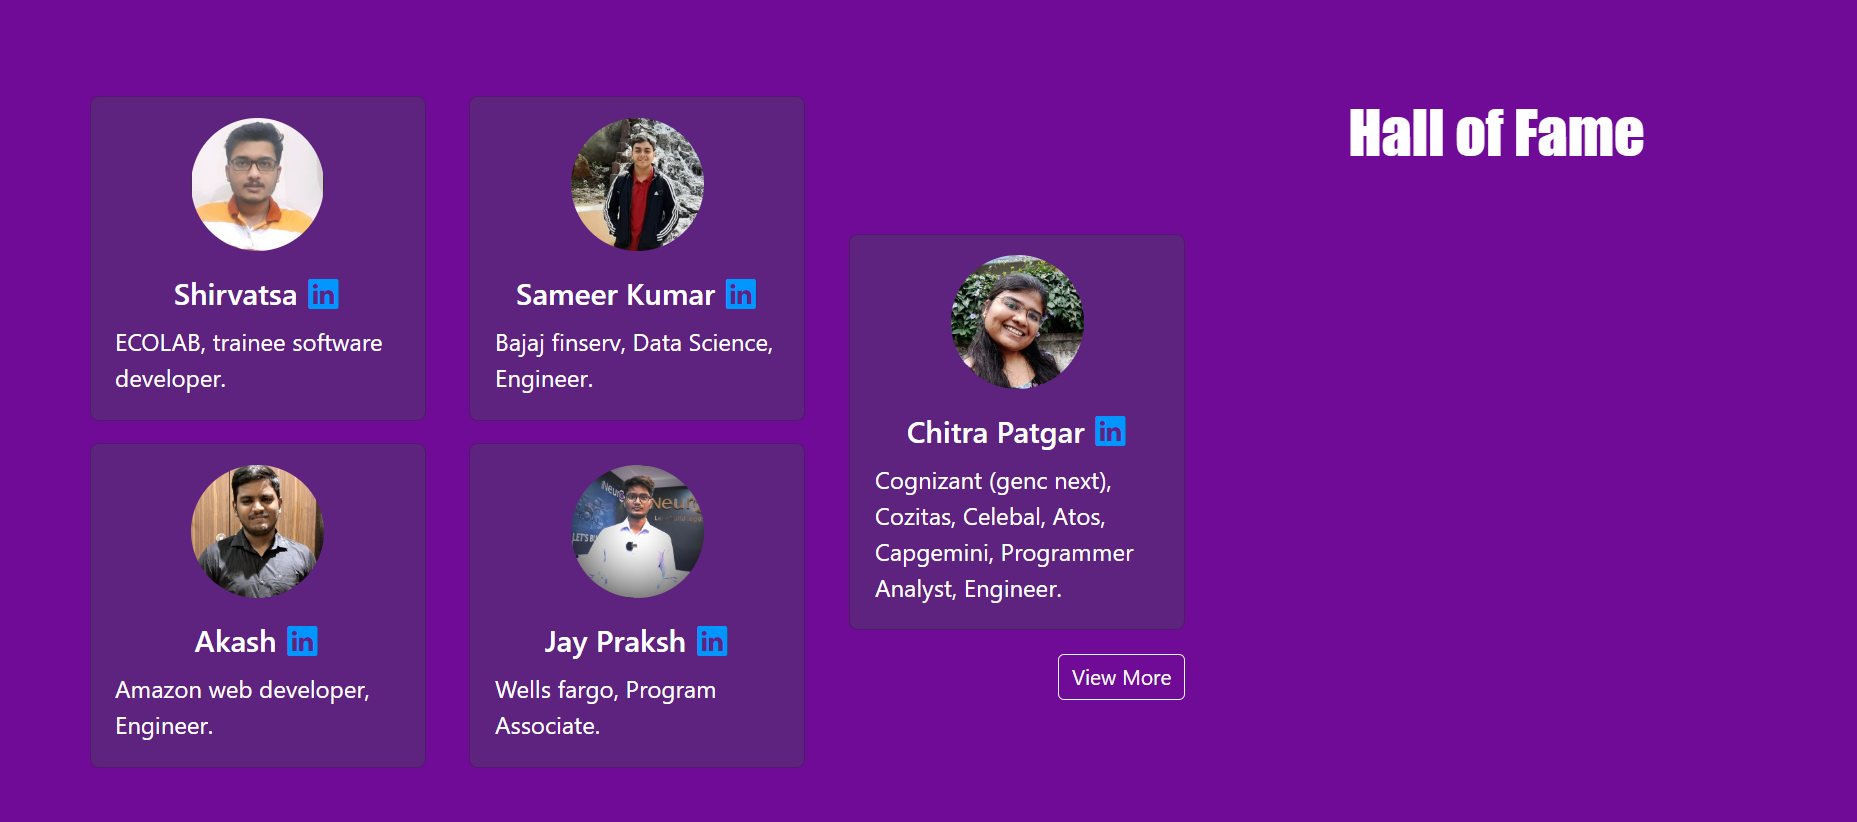 Hall of Fame
Shirvatsa in
ECOLAB, trainee software
developer.
Sameer Kumar in
Bajaj finserv, Data Science,
Engineer.
Akash in
Amazon web developer,
Engineer.
Jay Praksh in
Wells fargo, Program
Associate.
Chitra Patgar in
Cognizant (genc next),
Cozitas, Celebal, Atos,
Capgemini, Programmer
Analyst, Engineer.
View More